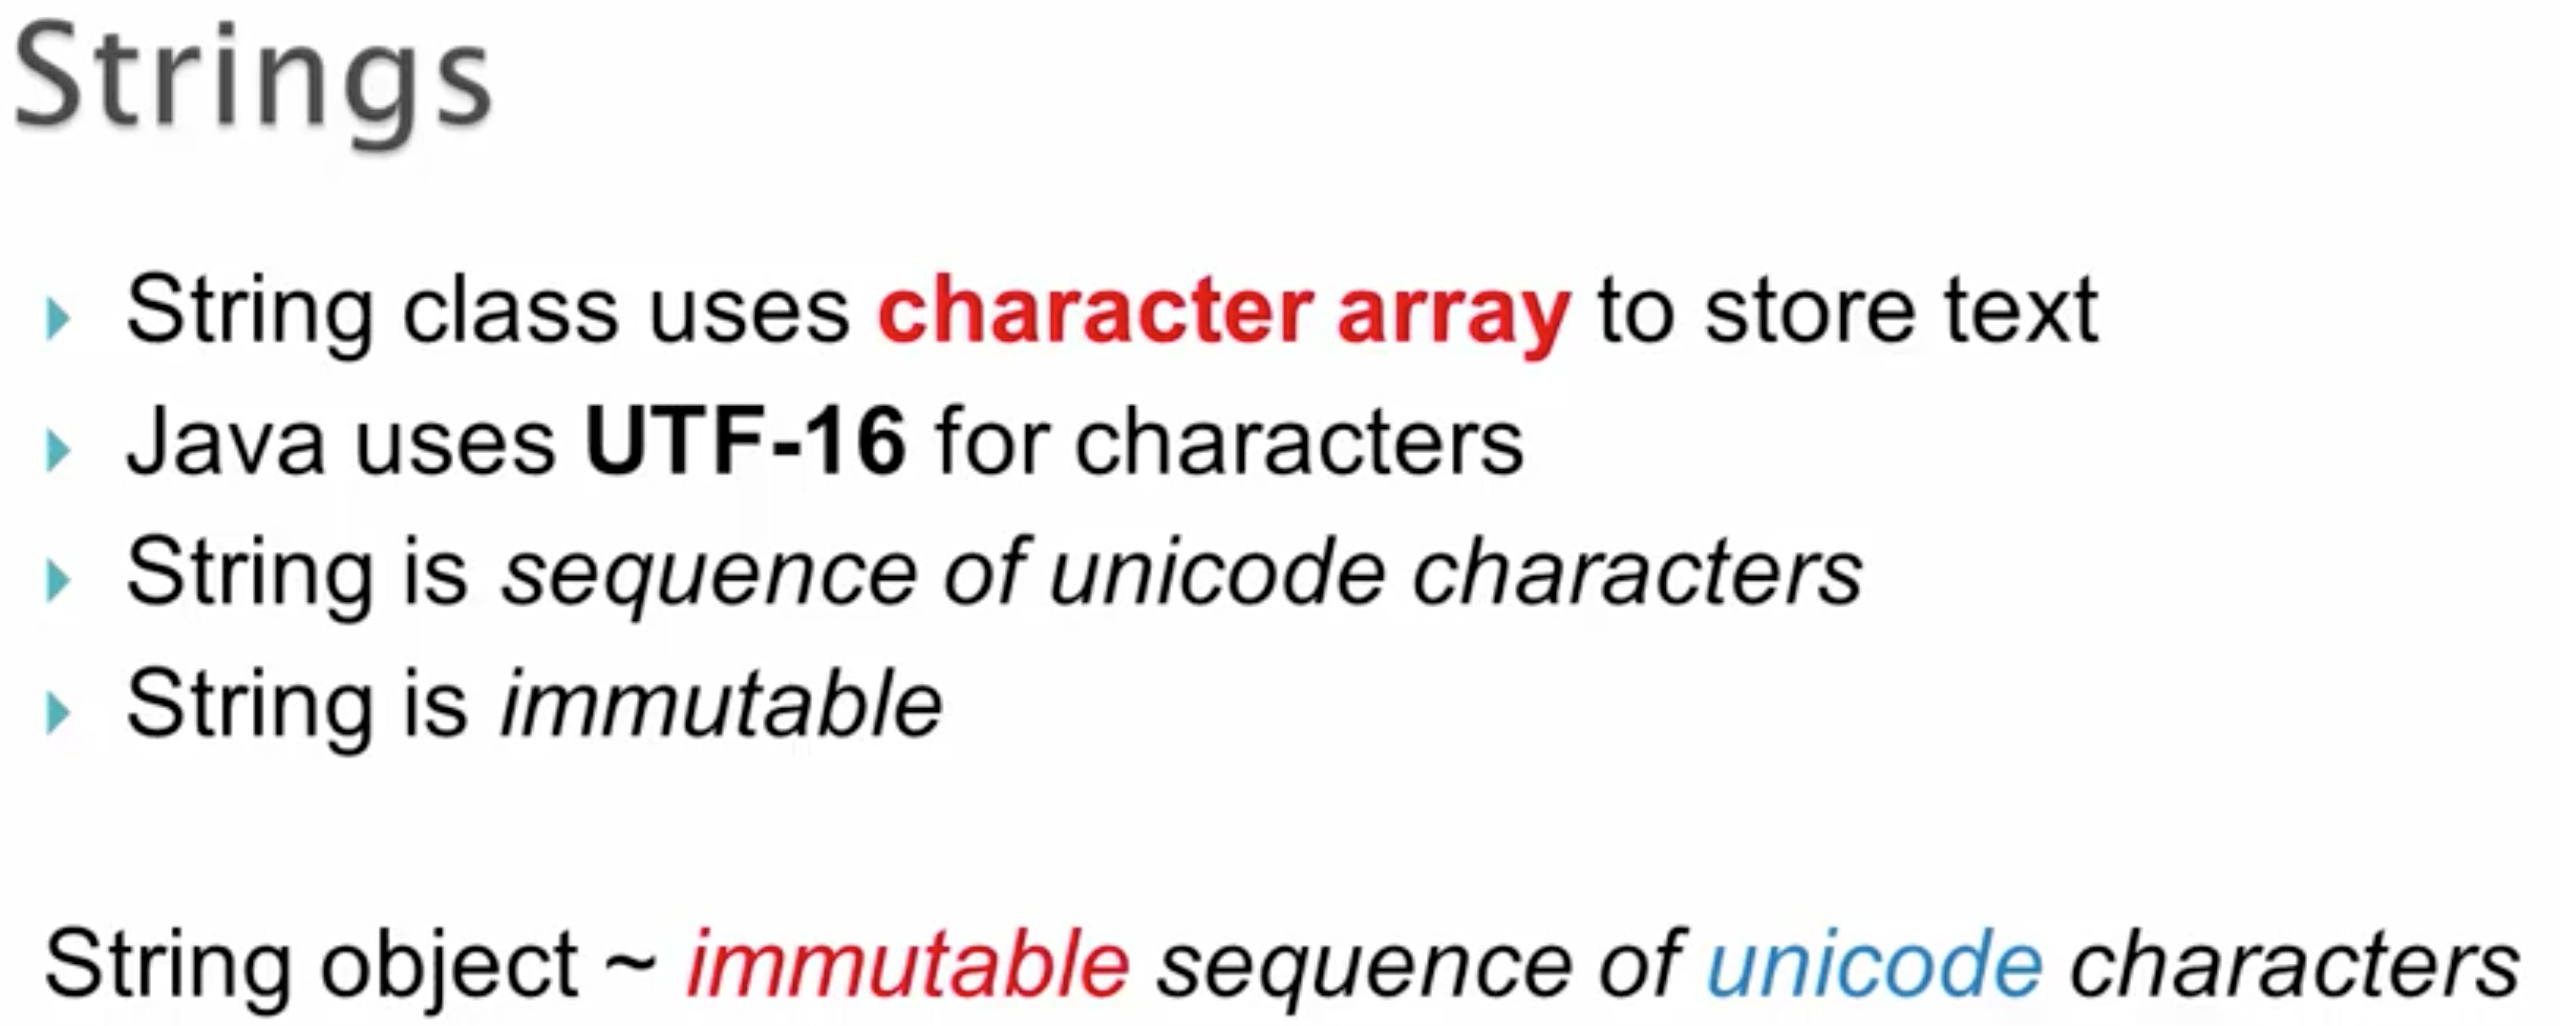 Strings
String class uses character array to store text
Java uses UTF-16 for characters
String is sequence of unicode characters
String is immutable
String object ~ immutable sequence of unicode characters